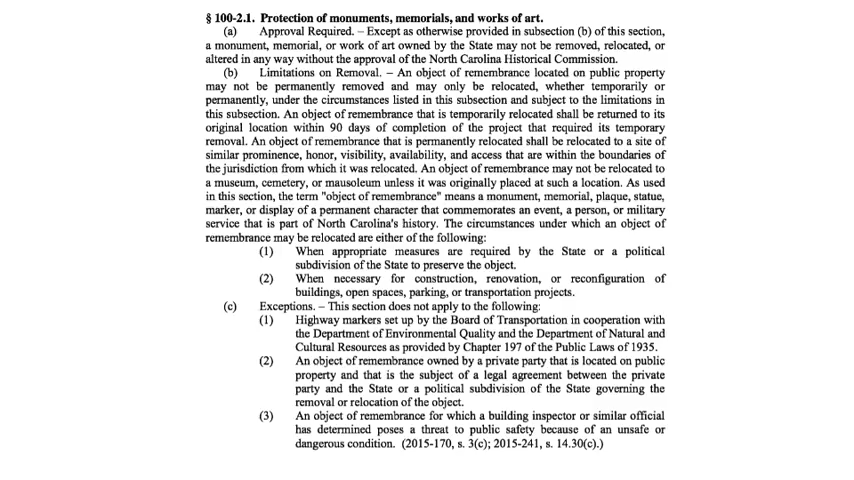 § 100-2.1. Protection of monuments, memorials, and works of art.
(a) Approval Required. – Except as otherwise provided in subsection (b) of this section,
a monument, memorial, or work of art owned by the State may not be removed, relocated, or
altered in any way without the approval of the North Carolina Historical Commission.
(b) Limitations on Removal. – An object of remembrance located on public property
may not be permanently removed and may only be relocated, whether temporarily or
permanently, under the circumstances listed in this subsection and subject to the limitations in
this subsection. An object of remembrance that is temporarily relocated shall be returned to its
original location within 90 days of completion of the project that required its temporary
removal. An object of remembrance that is permanently relocated shall be relocated to a site of
similar prominence, honor, visibility, availability, and access that are within the boundaries of
the jurisdiction from which it was relocated. An object of remembrance may not be relocated to
a museum, cemetery, or mausoleum unless it was originally placed at such a location. As used
in this section, the term "object of remembrance" means a monument, memorial, plaque, statue,
marker, or display of a permanent character that commemorates an event, a person, or military
service that is part of North Carolina's history. The circumstances under which an object of
remembrance may be relocated are either of the following:
(1) When appropriate measures are required by the State or a political
subdivision of the State to preserve the object.
(2) When necessary for construction, renovation, or reconfiguration of
buildings, open spaces, parking, or transportation projects.
(c) Exceptions. – This section does not apply to the following:
(1) Highway markers set up by the Board of Transportation in cooperation with
the Department of Environmental Quality and the Department of Natural and
Cultural Resources as provided by Chapter 197 of the Public Laws of 1935.
(2) An object of remembrance owned by a private party that is located on public
property and that is the subject of a legal agreement between the private
party and the State or a political subdivision of the State governing the
removal or relocation of the object.
(3) An object of remembrance for which a building inspector or similar official
has determined poses a threat to public safety because of an unsafe or
dangerous condition. (2015-170, s. 3(c); 2015-241, s. 14.30(c).)